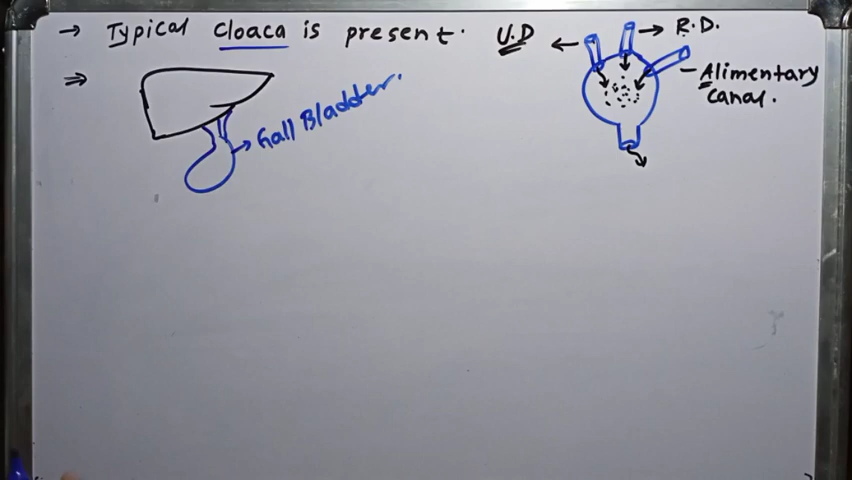 → Typical Cloaca is present.
U.D ← → R.D.
Alimentary
canal.
⇒
→ Gall Bladder.